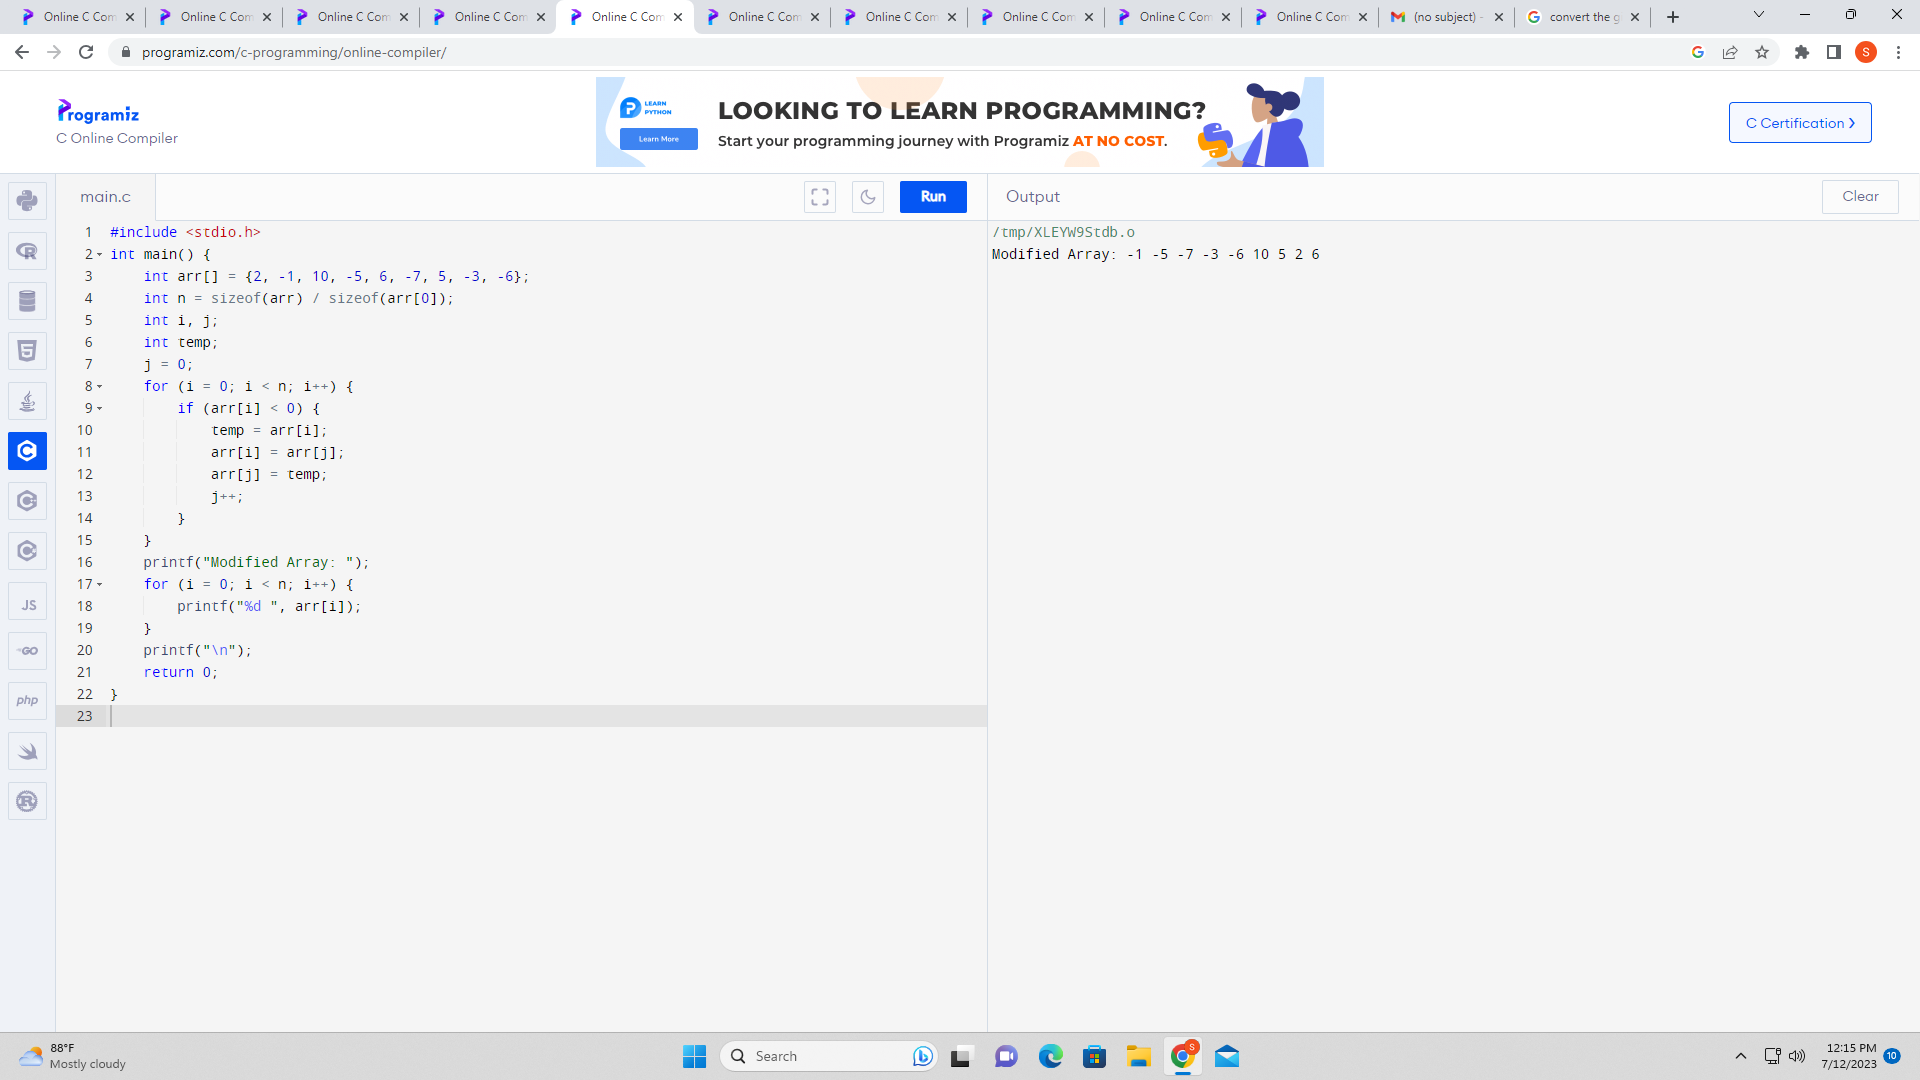 Online C Com Online C Com Online C Com Online C Com Online C Com Online C Com Online C Com Online C Com Online C Com Online C Com (no subject) - convert the g
programiz.com/c-programming/online-compiler/
S
Programiz
C Online Compiler
LEARN
PYTHON
Learn More
LOOKING TO LEARN PROGRAMMING?
Start your programming journey with Programiz AT NO COST.
C Certification
main.c
Run
Output
Clear
1 #include <stdio.h>
2 int main() {
3     int arr[] = {2, -1, 10, -5, 6, -7, 5, -3, -6};
4     int n = sizeof(arr) / sizeof(arr[0]);
5     int i, j;
6     int temp;
7     j = 0;
8     for (i = 0; i < n; i++) {
9         if (arr[i] < 0) {
10             temp = arr[i];
11             arr[i] = arr[j];
12             arr[j] = temp;
13             j++;
14         }
15     }
16     printf("Modified Array: ");
17     for (i = 0; i < n; i++) {
18         printf("%d ", arr[i]);
19     }
20     printf("\n");
21     return 0;
22 }
23
/tmp/XLEYW9Stdb.o
Modified Array: -1 -5 -7 -3 -6 10 5 2 6
JS
GO
php
88°F
Mostly cloudy
Search
S
12:15 PM
7/12/2023
10